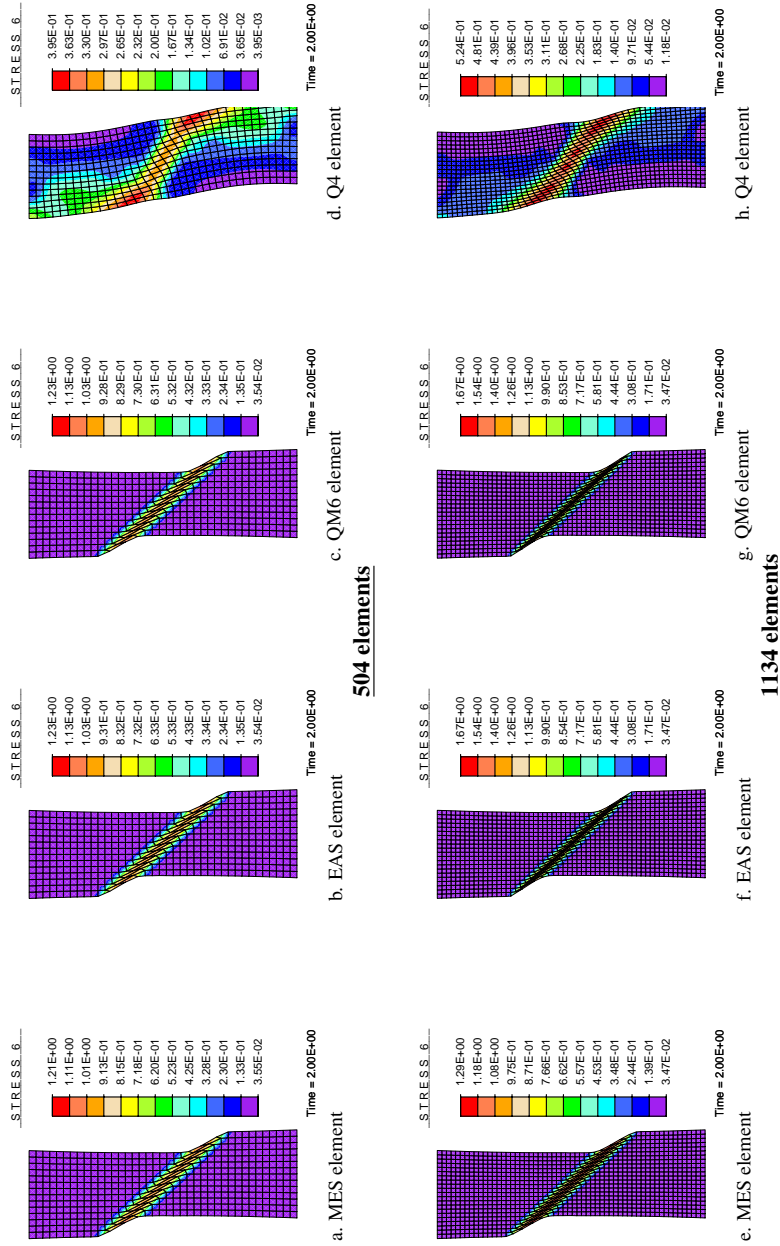 STRESS 6
1.21E+00
1.11E+00
1.01E+00
9.13E-01
8.15E-01
7.18E-01
6.20E-01
5.23E-01
4.25E-01
3.28E-01
2.30E-01
1.33E-01
3.55E-02
Time = 2.00E+00
a. MES element
STRESS 6
1.23E+00
1.13E+00
1.03E+00
9.31E-01
8.32E-01
7.32E-01
6.33E-01
5.33E-01
4.33E-01
3.34E-01
2.34E-01
1.35E-01
3.54E-02
Time = 2.00E+00
b. EAS element
STRESS 6
1.23E+00
1.13E+00
1.03E+00
9.28E-01
8.29E-01
7.30E-01
6.31E-01
5.32E-01
4.32E-01
3.33E-01
2.34E-01
1.35E-01
3.54E-02
Time = 2.00E+00
c. QM6 element
STRESS 6
3.95E-01
3.63E-01
3.30E-01
2.97E-01
2.65E-01
2.32E-01
2.00E-01
1.67E-01
1.34E-01
1.02E-01
6.91E-02
3.65E-02
3.95E-03
Time = 2.00E+00
d. Q4 element
504 elements
STRESS 6
1.29E+00
1.18E+00
1.08E+00
9.75E-01
8.71E-01
7.66E-01
6.62E-01
5.57E-01
4.53E-01
3.48E-01
2.44E-01
1.39E-01
3.47E-02
Time = 2.00E+00
e. MES element
STRESS 6
1.67E+00
1.54E+00
1.40E+00
1.26E+00
1.13E+00
9.90E-01
8.54E-01
7.17E-01
5.81E-01
4.44E-01
3.08E-01
1.71E-01
3.47E-02
Time = 2.00E+00
f. EAS element
STRESS 6
1.67E+00
1.54E+00
1.40E+00
1.26E+00
1.13E+00
9.90E-01
8.53E-01
7.17E-01
5.81E-01
4.44E-01
3.08E-01
1.71E-01
3.47E-02
Time = 2.00E+00
g. QM6 element
STRESS 6
5.24E-01
4.81E-01
4.39E-01
3.96E-01
3.53E-01
3.11E-01
2.68E-01
2.25E-01
1.83E-01
1.40E-01
9.71E-02
5.44E-02
1.18E-02
Time = 2.00E+00
h. Q4 element
1134 elements